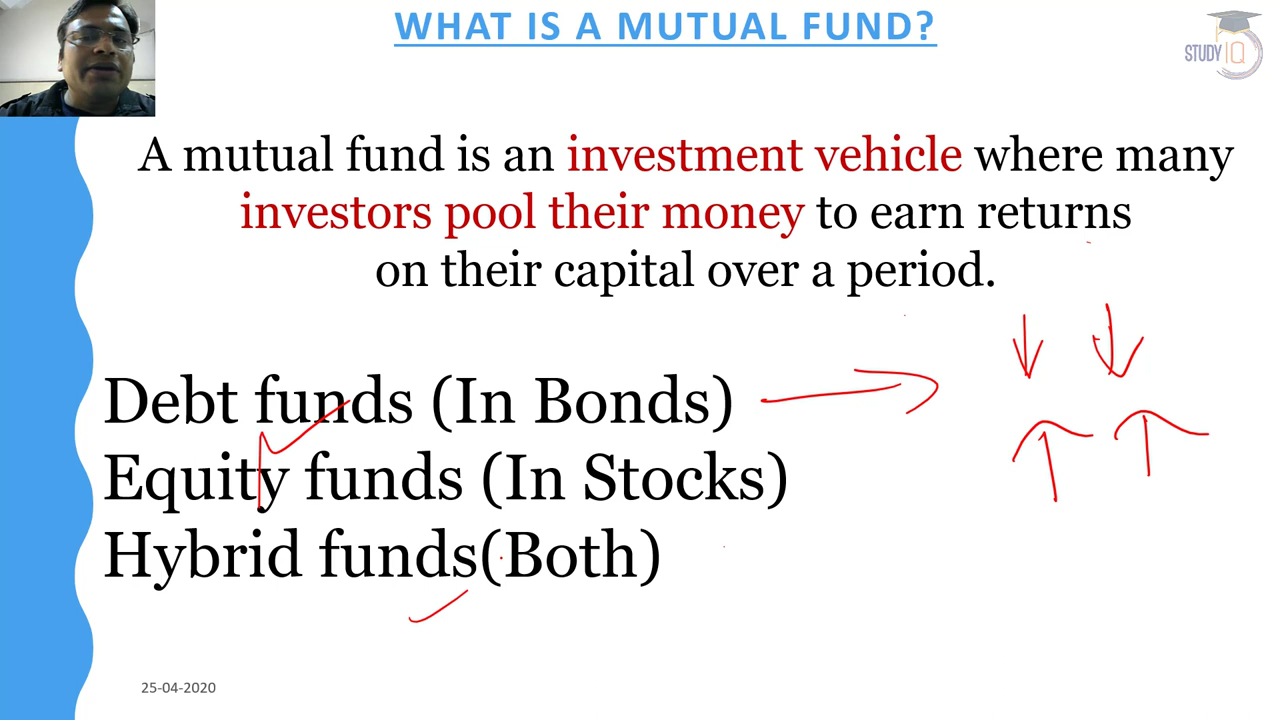 WHAT IS A MUTUAL FUND?
STUDY IQ
A mutual fund is an investment vehicle where many
investors pool their money to earn returns
on their capital over a period.
Debt funds (In Bonds)
Equity funds (In Stocks)
Hybrid funds(Both)
25-04-2020